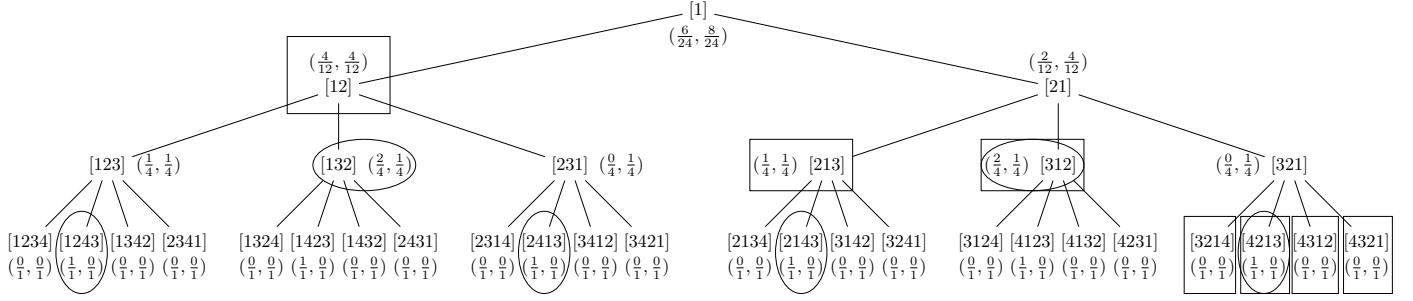 [1]
(6/24, 8/24)
(4/12, 4/12) (2/12, 4/12)
[12] [21]
[123] (1/4, 1/4) [132] (2/4, 1/4) [231] (0/4, 1/4) (1/4, 1/4) [213] (2/4, 1/4) [312] (0/4, 1/4) [321]
[1234] [1243] [1342] [2341] [1324] [1423] [1432] [2431] [2314] [2413] [3412] [3421] [2134] [2143] [3142] [3241] [3124] [4123] [4132] [4231] [3214] [4213] [4312] [4321]
(0/1, 0/1) (1/1, 0/1) (0/1, 0/1) (0/1, 0/1) (0/1, 0/1) (1/1, 0/1) (0/1, 0/1) (0/1, 0/1) (0/1, 0/1) (1/1, 0/1) (0/1, 0/1) (0/1, 0/1) (0/1, 0/1) (1/1, 0/1) (0/1, 0/1) (0/1, 0/1) (0/1, 0/1) (1/1, 0/1) (0/1, 0/1) (0/1, 0/1) (0/1, 0/1) (1/1, 0/1) (0/1, 0/1) (0/1, 0/1)